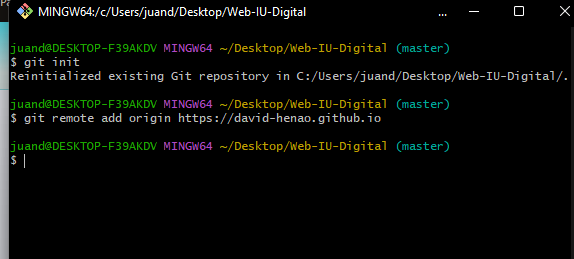 MINGW64:/c/Users/juand/Desktop/Web-IU-Digital ...
juand@DESKTOP-F39AKDV MINGW64 ~/Desktop/Web-IU-Digital (master)
$ git init
Reinitialized existing Git repository in C:/Users/juand/Desktop/Web-IU-Digital/.
juand@DESKTOP-F39AKDV MINGW64 ~/Desktop/Web-IU-Digital (master)
$ git remote add origin https://david-henao.github.io
juand@DESKTOP-F39AKDV MINGW64 ~/Desktop/Web-IU-Digital (master)
$